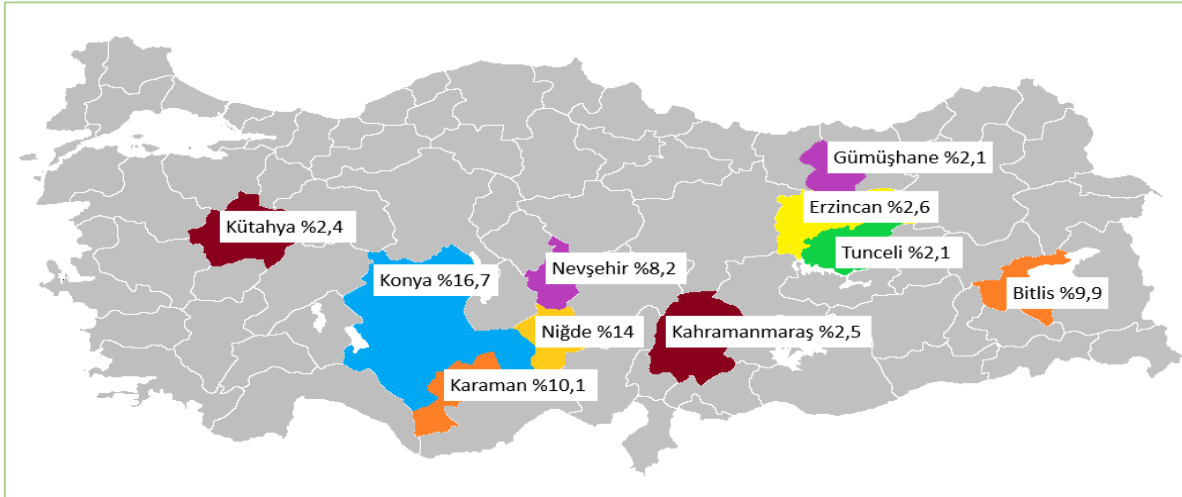 Gümüşhane %2,1
Erzincan %2,6
Kütahya %2,4
Tunceli %2,1
Nevşehir %8,2
Konya %16,7
Bitlis %9,9
Niğde %14
Kahramanmaraş %2,5
Karaman %10,1